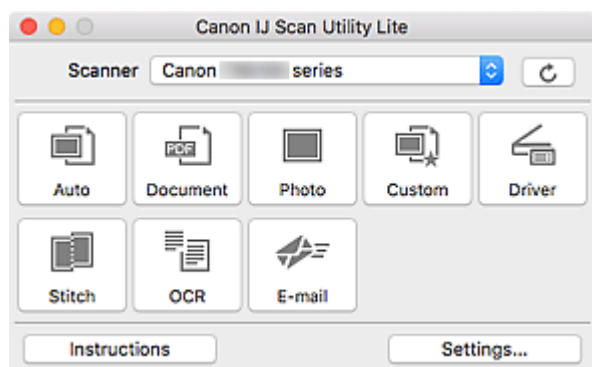 Canon IJ Scan Utility Lite
Scanner Canon series
Auto Document Photo Custom Driver
PDF
Stitch OCR E-mail
Instructions Settings...